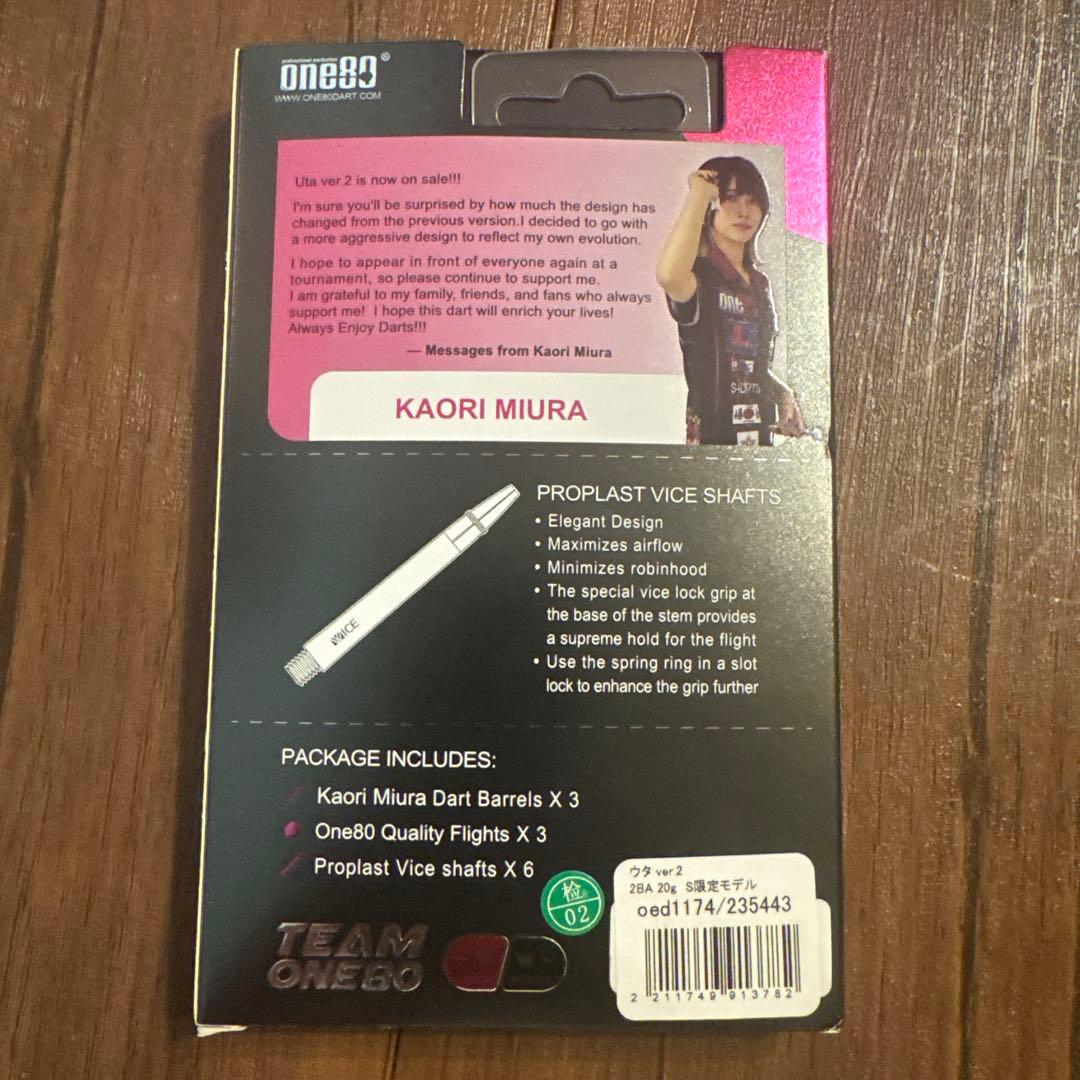 professional perfection
one80®
WWW.ONE80DART.COM
Uta ver.2 is now on sale!!!
I'm sure you'll be surprised by how much the design has
changed from the previous version.I decided to go with
a more aggressive design to reflect my own evolution.
I hope to appear in front of everyone again at a
tournament, so please continue to support me.
I am grateful to my family, friends, and fans who always
support me! I hope this dart will enrich your lives!
Always Enjoy Darts!!!
— Messages from Kaori Miura
KAORI MIURA
PROPLAST VICE SHAFTS
• Elegant Design
• Maximizes airflow
• Minimizes robinhood
• The special vice lock grip at
the base of the stem provides
a supreme hold for the flight
• Use the spring ring in a slot
lock to enhance the grip further
VICE
PACKAGE INCLUDES:
Kaori Miura Dart Barrels X 3
One80 Quality Flights X 3
Proplast Vice shafts X 6
検
02
TEAM
ONE80
ウタ ver.2
2BA 20g S限定モデル
oed1174/235443
2 211749 913782